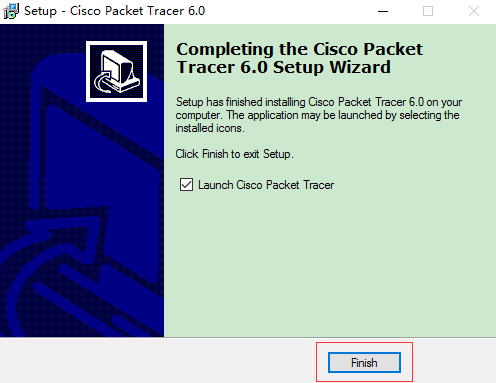 Setup - Cisco Packet Tracer 6.0
Completing the Cisco Packet
Tracer 6.0 Setup Wizard
Setup has finished installing Cisco Packet Tracer 6.0 on your
computer. The application may be launched by selecting the
installed icons.
Click Finish to exit Setup.
Launch Cisco Packet Tracer
Finish